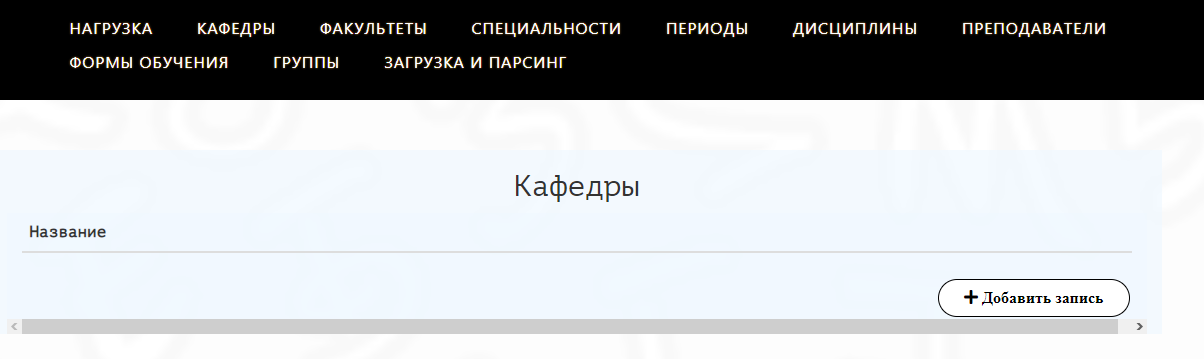 НАГРУЗКА КАФЕДРЫ ФАКУЛЬТЕТЫ СПЕЦИАЛЬНОСТИ ПЕРИОДЫ ДИСЦИПЛИНЫ ПРЕПОДАВАТЕЛИ
ФОРМЫ ОБУЧЕНИЯ ГРУППЫ ЗАГРУЗКА И ПАРСИНГ
Кафедры
Название
+ Добавить запись